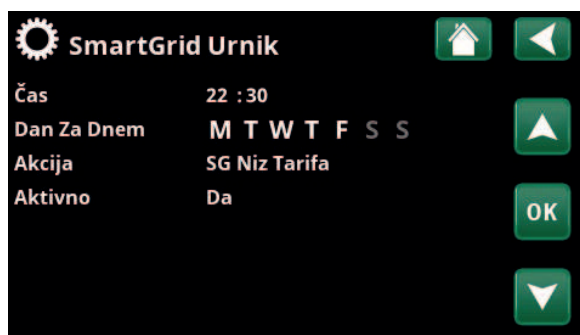 SmartGrid Urnik
Čas 22 :30
Dan Za Dnem M T W T F S S
Akcija SG Niz Tarifa
Aktivno Da
OK